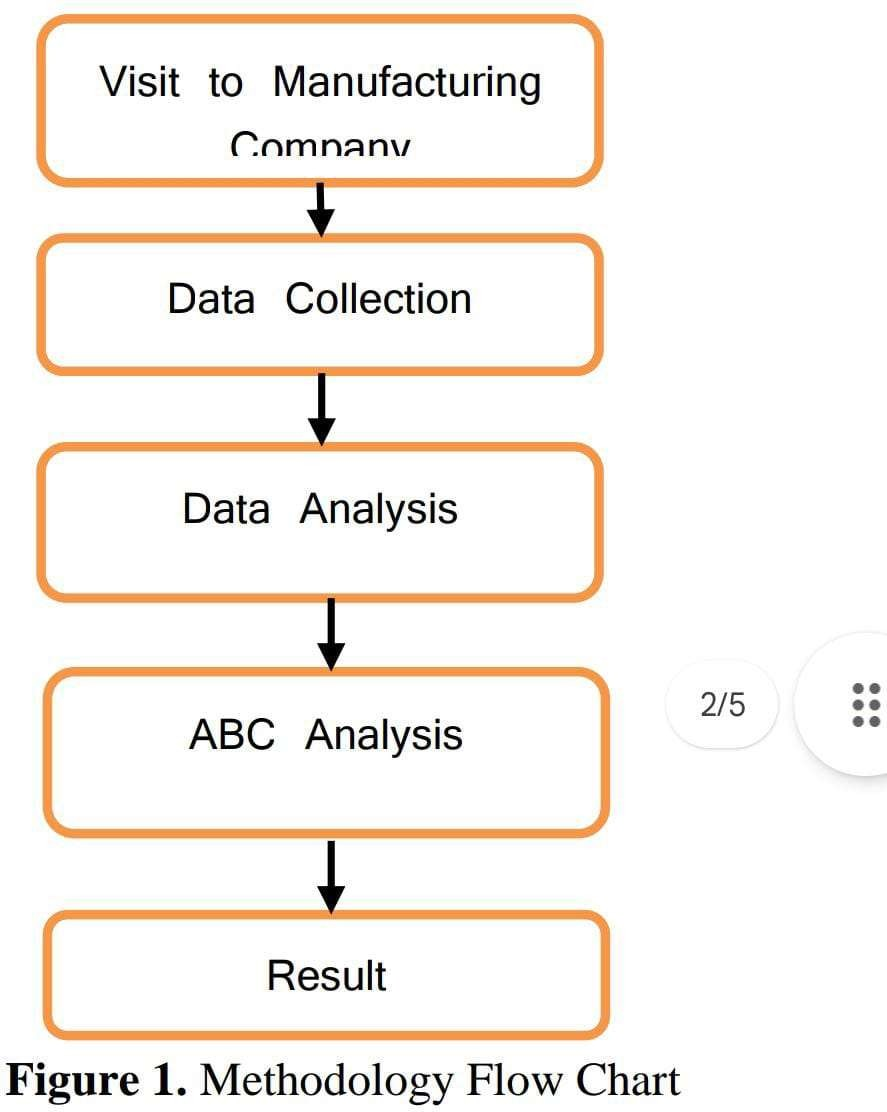 Visit to Manufacturing
Company
Data Collection
Data Analysis
ABC Analysis
2/5
Result
Figure 1. Methodology Flow Chart